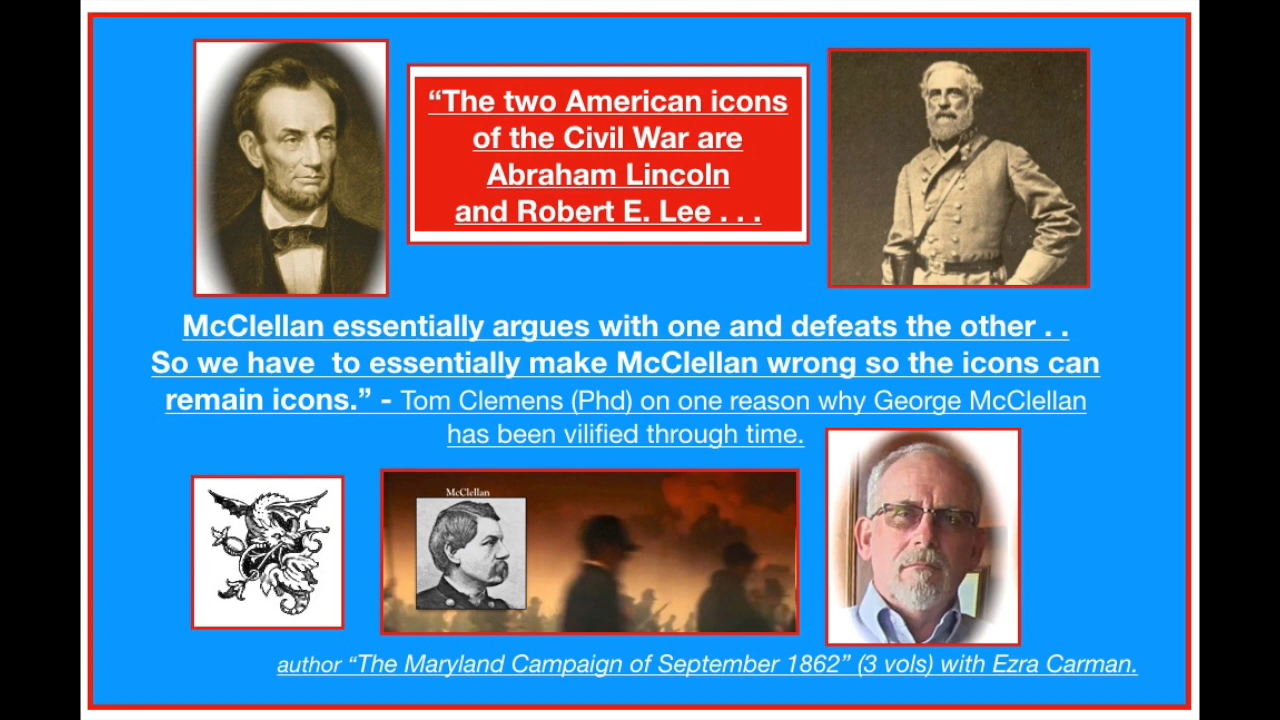 “The two American icons
of the Civil War are
Abraham Lincoln
and Robert E. Lee . . .
McClellan essentially argues with one and defeats the other . .
So we have  to essentially make McClellan wrong so the icons can
remain icons.” - Tom Clemens (Phd) on one reason why George McClellan
has been vilified through time.
McClellan
author “The Maryland Campaign of September 1862” (3 vols) with Ezra Carman.